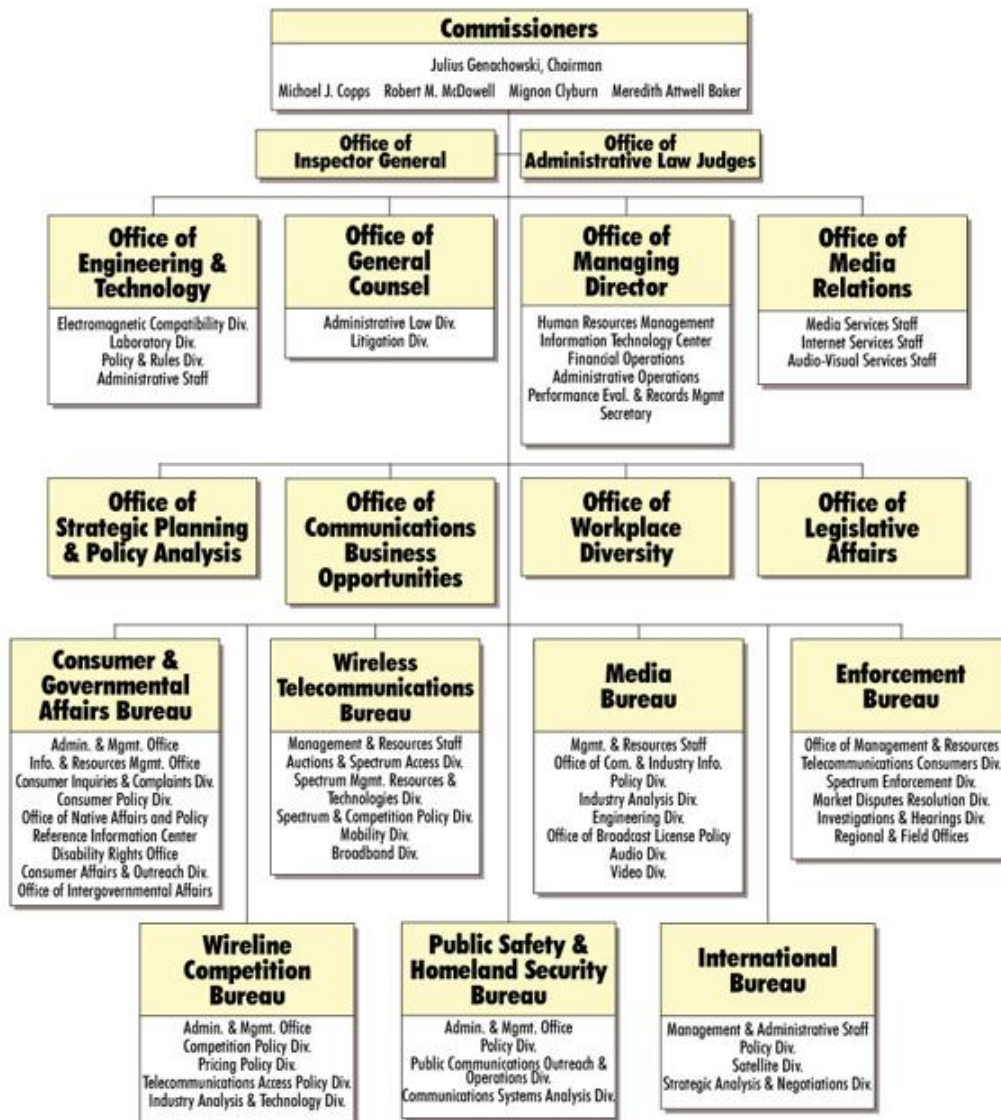 Commissioners
Julius Genachowski, Chairman
Michael J. Copps Robert M. McDowell Mignon Clyburn Meredith Attwell Baker
Office of
Inspector General
Office of
Administrative Law Judges
Office of
Engineering &
Technology
Electromagnetic Compatibility Div.
Laboratory Div.
Policy & Rules Div.
Administrative Staff
Office of
General
Counsel
Administrative Law Div.
Litigation Div.
Office of
Managing
Director
Human Resources Management
Information Technology Center
Financial Operations
Administrative Operations
Performance Eval. & Records Mgmt
Secretary
Office of
Media
Relations
Media Services Staff
Internet Services Staff
Audio-Visual Services Staff
Office of
Strategic Planning
& Policy Analysis
Office of
Communications
Business
Opportunities
Office of
Workplace
Diversity
Office of
Legislative
Affairs
Consumer &
Governmental
Affairs Bureau
Admin. & Mgmt. Office
Info. & Resources Mgmt. Office
Consumer Inquiries & Complaints Div.
Consumer Policy Div.
Office of Native Affairs and Policy
Reference Information Center
Disability Rights Office
Consumer Affairs & Outreach Div.
Office of Intergovernmental Affairs
Wireless
Telecommunications
Bureau
Management & Resources Staff
Auctions & Spectrum Access Div.
Spectrum Mgmt. Resources &
Technologies Div.
Spectrum & Competition Policy Div.
Mobility Div.
Broadband Div.
Media
Bureau
Mgmt. & Resources Staff
Office of Com. & Industry Info.
Policy Div.
Industry Analysis Div.
Engineering Div.
Office of Broadcast License Policy
Audio Div.
Video Div.
Enforcement
Bureau
Office of Management & Resources
Telecommunications Consumers Div.
Spectrum Enforcement Div.
Market Disputes Resolution Div.
Investigations & Hearings Div.
Regional & Field Offices
Wireline
Competition
Bureau
Admin. & Mgmt. Office
Competition Policy Div.
Pricing Policy Div.
Telecommunications Access Policy Div.
Industry Analysis & Technology Div.
Public Safety &
Homeland Security
Bureau
Admin. & Mgmt. Office
Policy Div.
Public Communications Outreach &
Operations Div.
Communications Systems Analysis Div.
International
Bureau
Management & Administrative Staff
Policy Div.
Satellite Div.
Strategic Analysis & Negotiations Div.